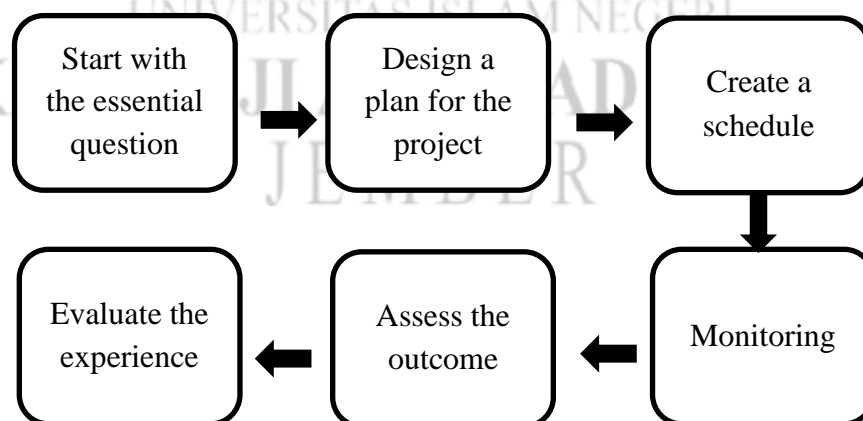 UNIVERSITAS ISLAM NEGERI
JEMBER
Start with
the essential
question
Design a
plan for the
project
Create a
schedule
Evaluate the
experience
Assess the
outcome
Monitoring